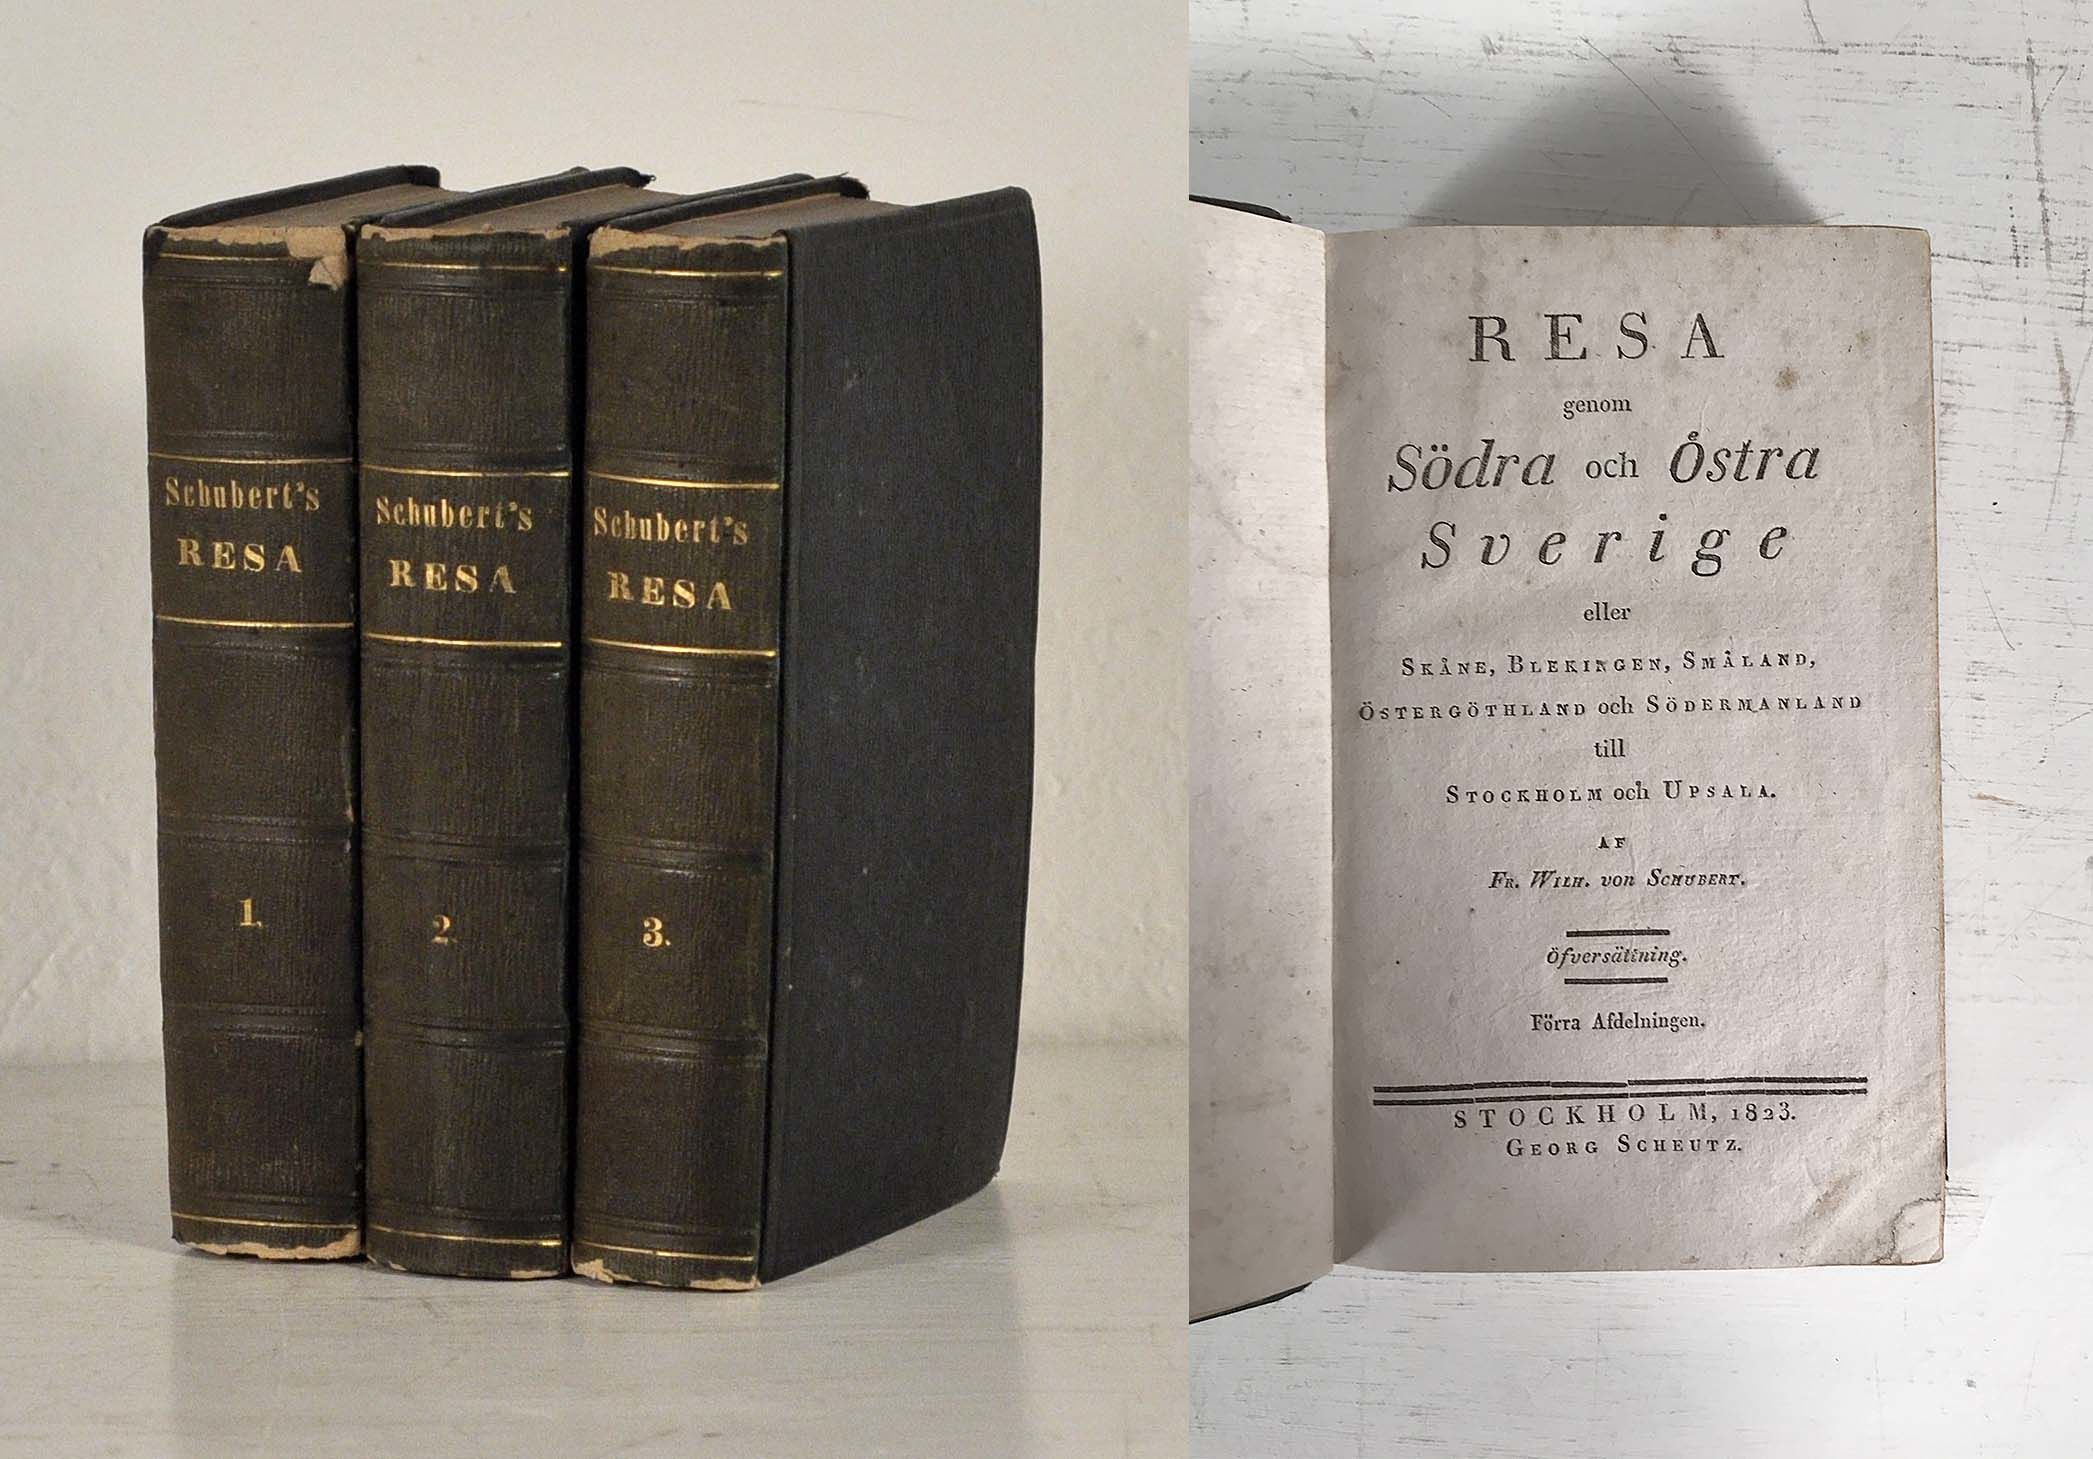 Schubert's
RESA
1.
Schubert's
RESA
2.
Schubert's
RESA
3.
RESA
genom
Södra och Östra
Sverige
eller
SKÅNE, BLEKINGEN, SMÅLAND,
ÖSTERGÖTHLAND och SÖDERMANLAND
till
STOCKHOLM och UPSALA.
AF
FR. WILH. von SCHUBERT.
Öfversättning.
Förra Afdelningen.
STOCKHOLM, 1823.
GEORG SCHEUTZ.